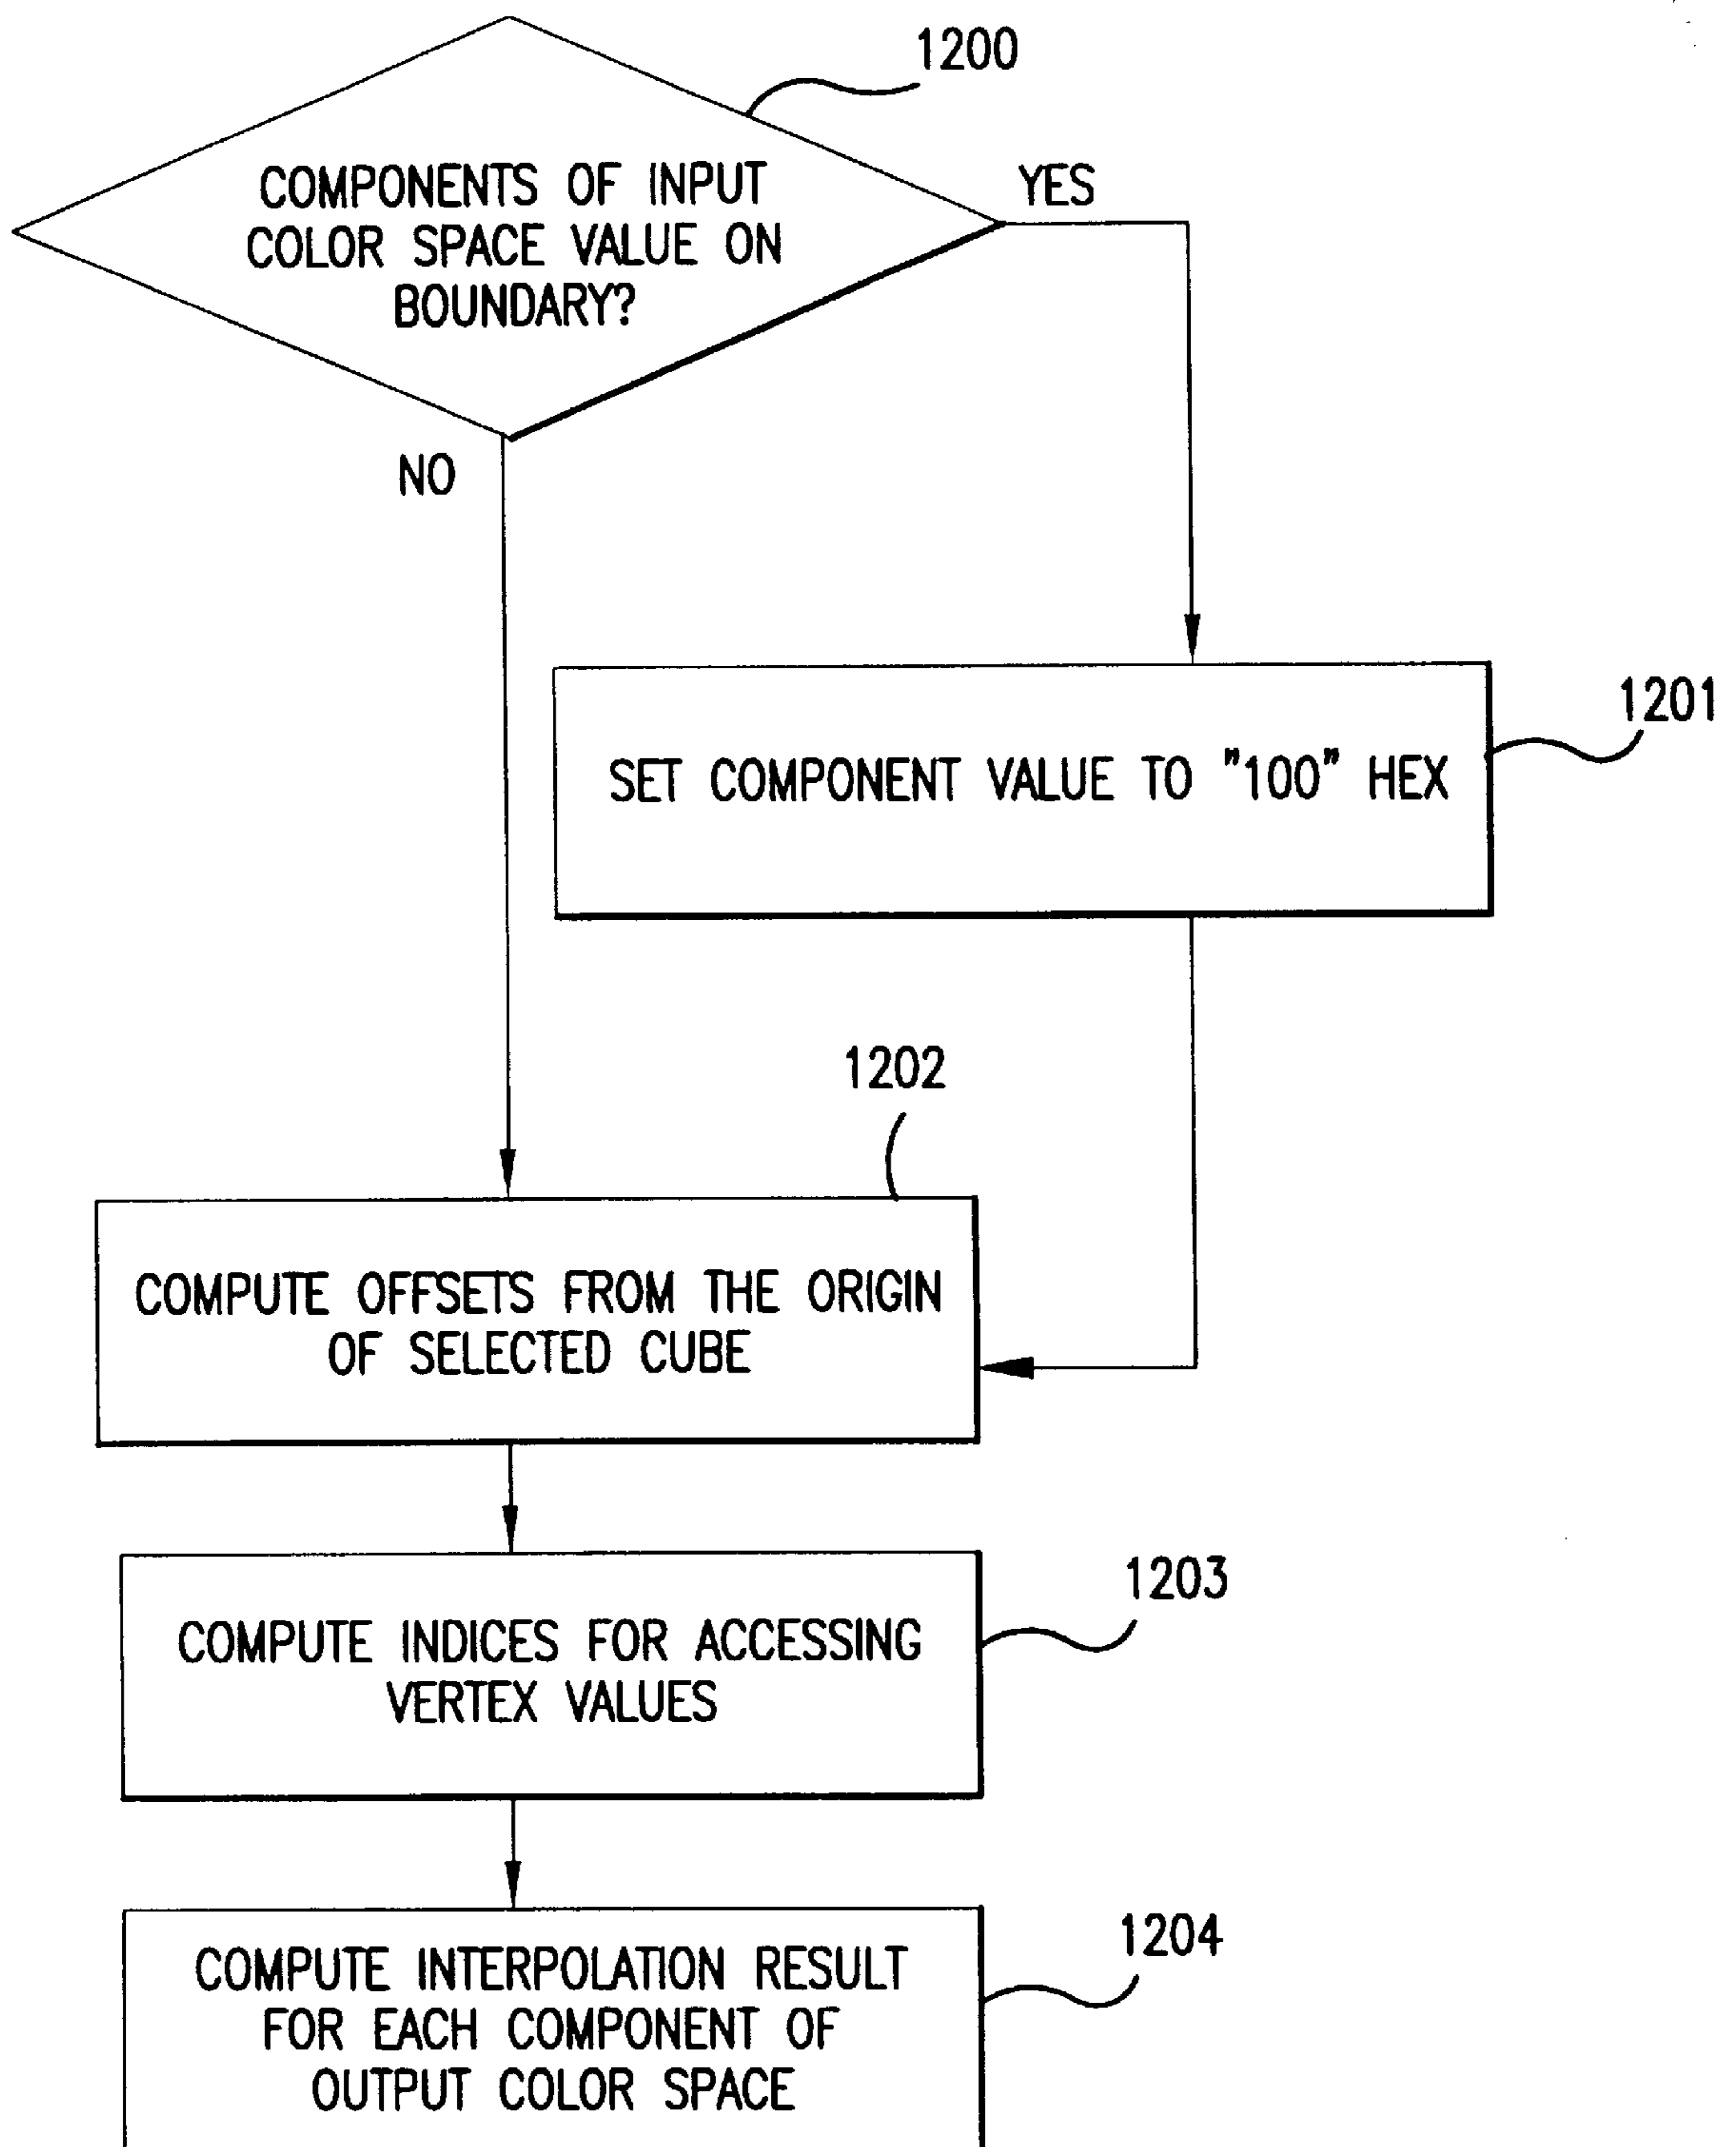 1200
COMPONENTS OF INPUT
COLOR SPACE VALUE ON
BOUNDARY?
YES
NO
1201
SET COMPONENT VALUE TO "100" HEX
1202
COMPUTE OFFSETS FROM THE ORIGIN
OF SELECTED CUBE
1203
COMPUTE INDICES FOR ACCESSING
VERTEX VALUES
1204
COMPUTE INTERPOLATION RESULT
FOR EACH COMPONENT OF
OUTPUT COLOR SPACE